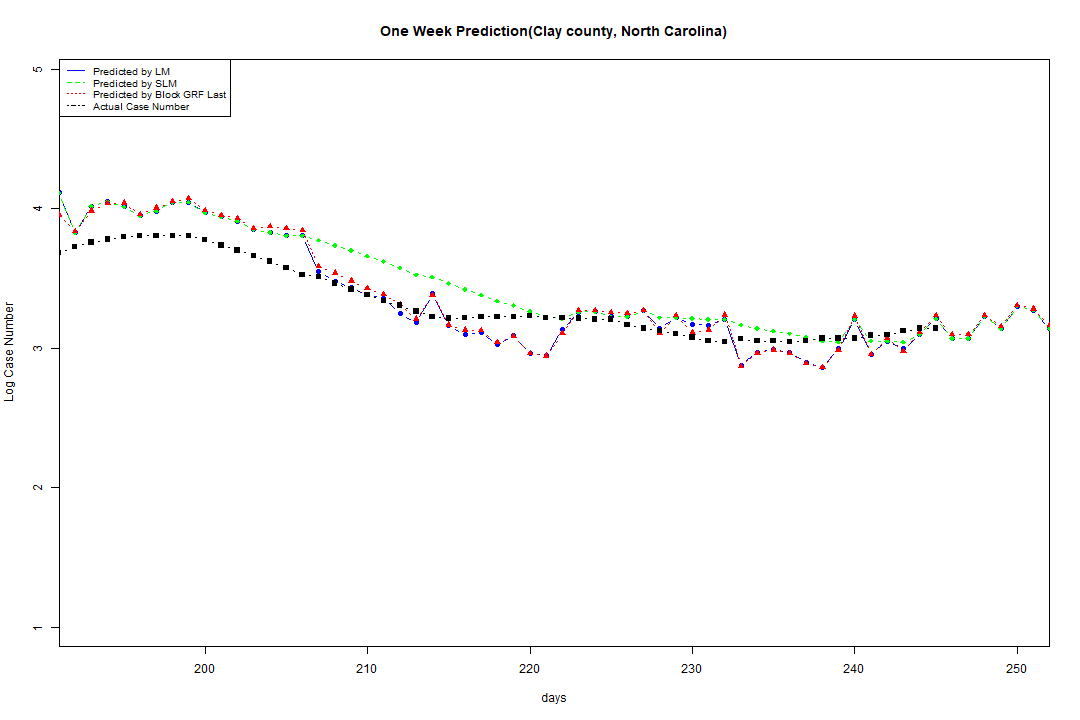 One Week Prediction(Clay county, North Carolina)
Predicted by LM
Predicted by SLM
Predicted by Block GRF Last
Actual Case Number
5
4
3
2
1
Log Case Number
200 210 220 230 240 250
days